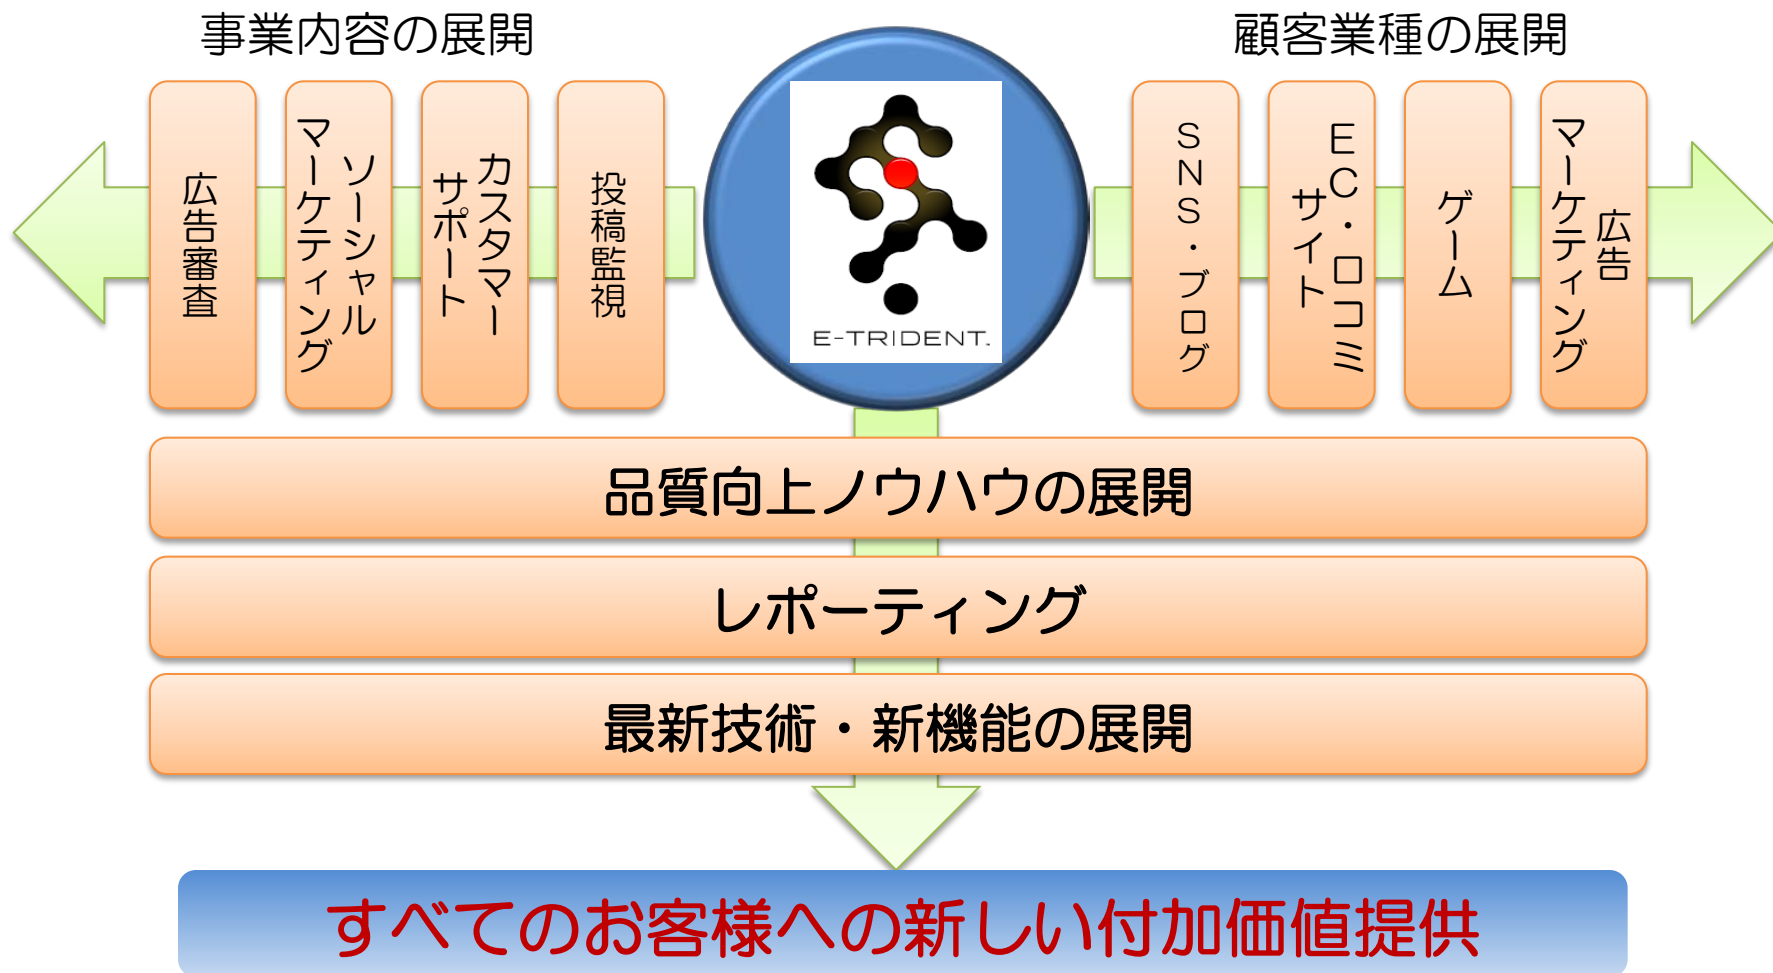 事業内容の展開
顧客業種の展開
広告審査
ソーシャル
マーケティング
カスタマー
サポート
投稿監視
E-TRIDENT.
SNS・ブログ
EC・口コミ
サイト
ゲーム
広告
マーケティング
品質向上ノウハウの展開
レポーティング
最新技術・新機能の展開
すべてのお客様への新しい付加価値提供